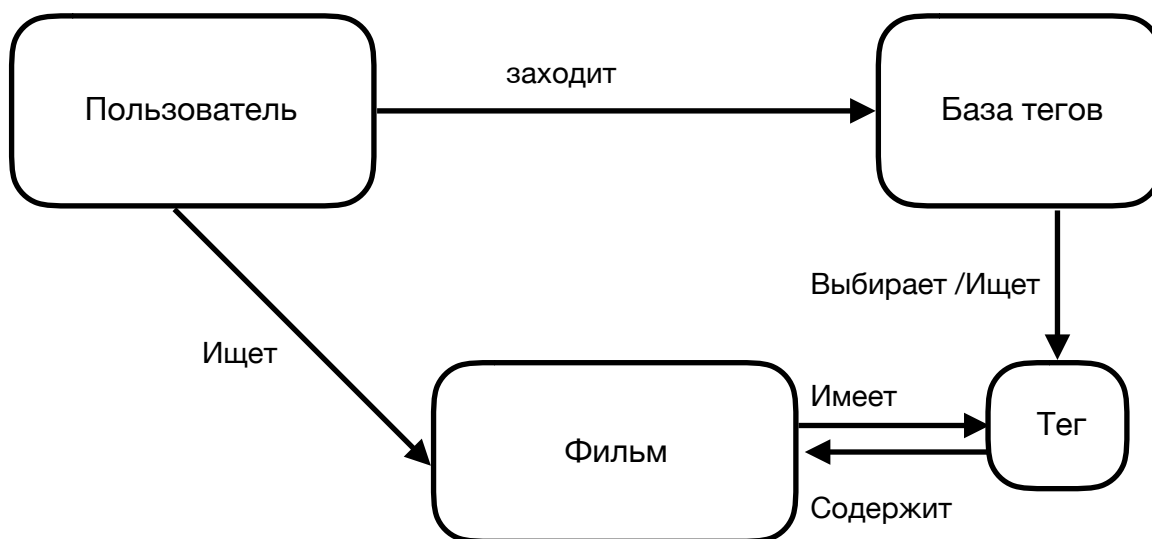 заходит
Пользователь
База тегов
Выбирает /Ищет
Ищет
Имеет
Тег
Фильм
Содержит